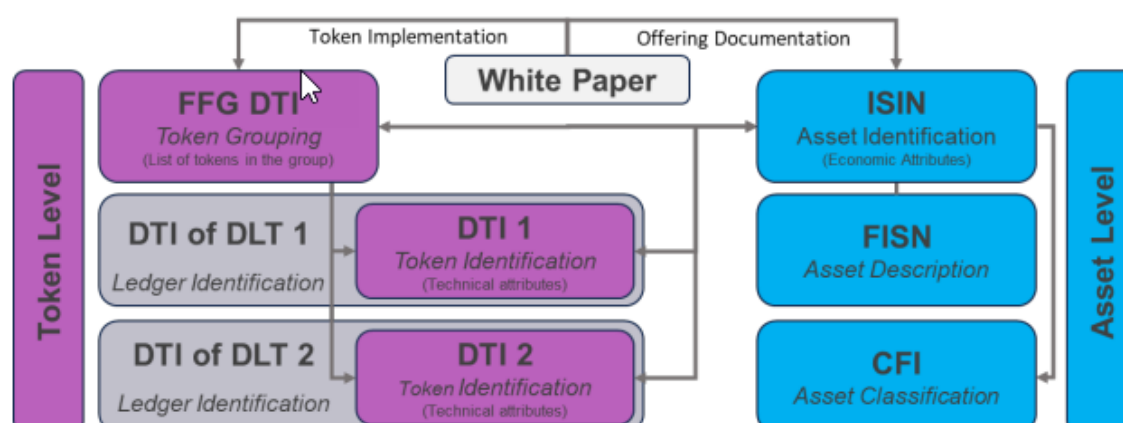 Token Implementation
Offering Documentation
White Paper
Token Level
FFG DTI
Token Grouping
(List of tokens in the group)
DTI of DLT 1
Ledger Identification
DTI 1
Token Identification
(Technical attributes)
DTI of DLT 2
Ledger Identification
DTI 2
Token Identification
(Technical attributes)
ISIN
Asset Identification
(Economic Attributes)
FISN
Asset Description
CFI
Asset Classification
Asset Level